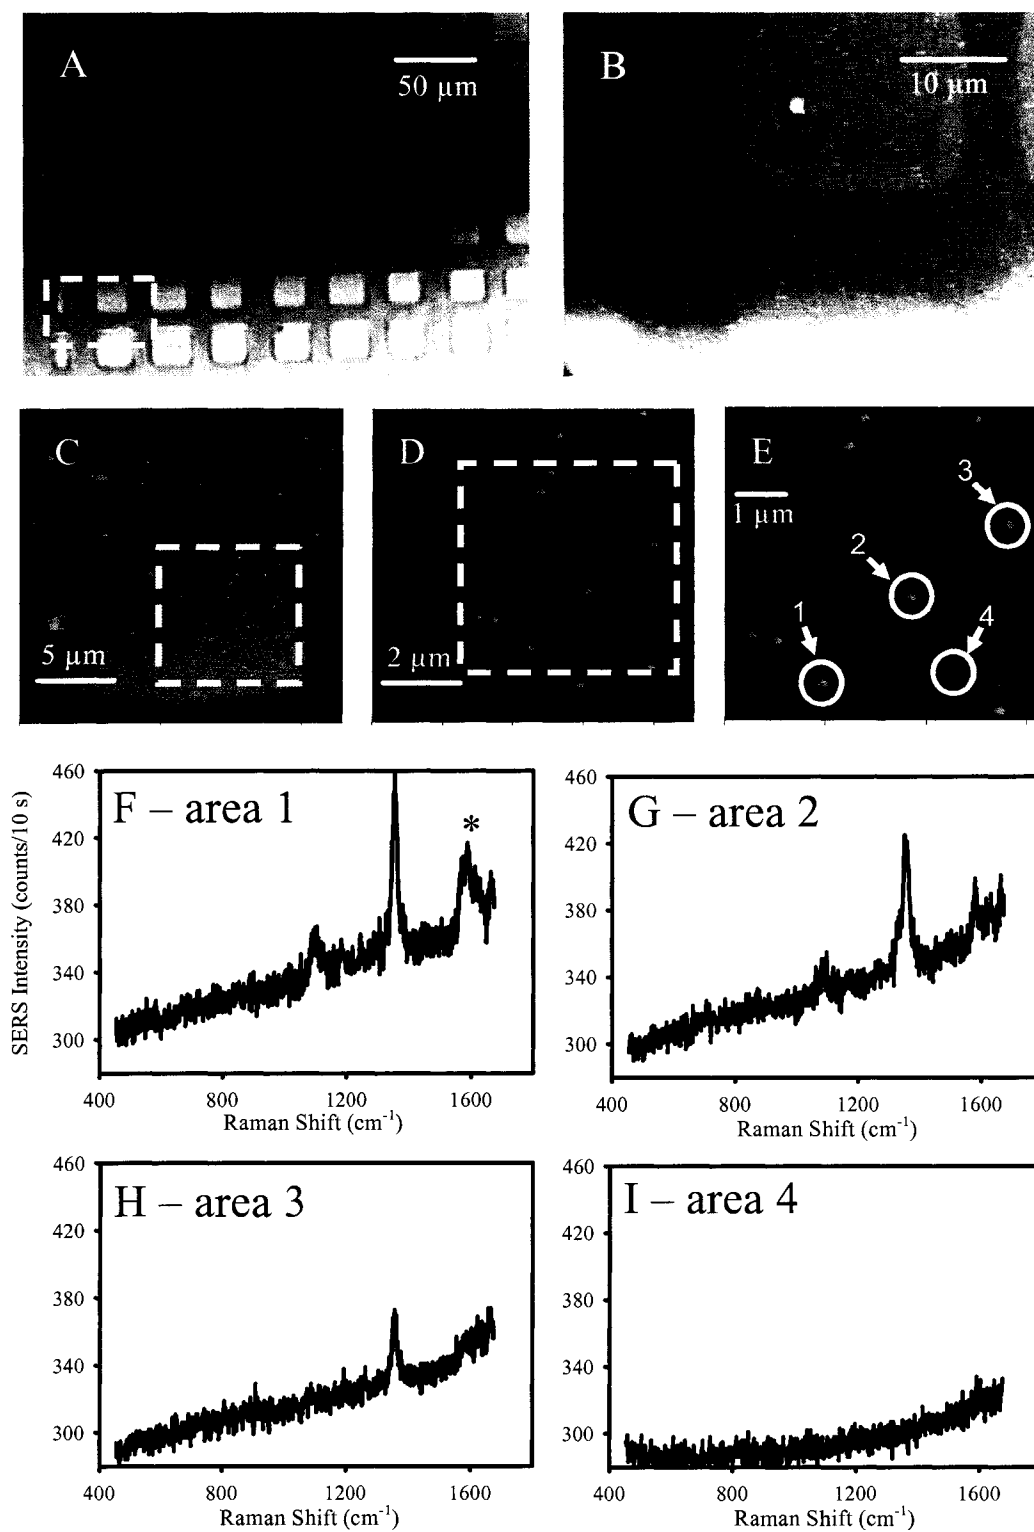 A
50 µm
B
10 µm
C
5 µm
D
2 µm
E
1 µm
1
2
3
4
F – area 1
*
460
420
380
340
300
SERS Intensity (counts/10 s)
400 800 1200 1600
Raman Shift (cm⁻¹)
G – area 2
460
420
380
340
300
400 800 1200 1600
Raman Shift (cm⁻¹)
H – area 3
460
420
380
340
300
400 800 1200 1600
Raman Shift (cm⁻¹)
I – area 4
460
420
380
340
300
400 800 1200 1600
Raman Shift (cm⁻¹)